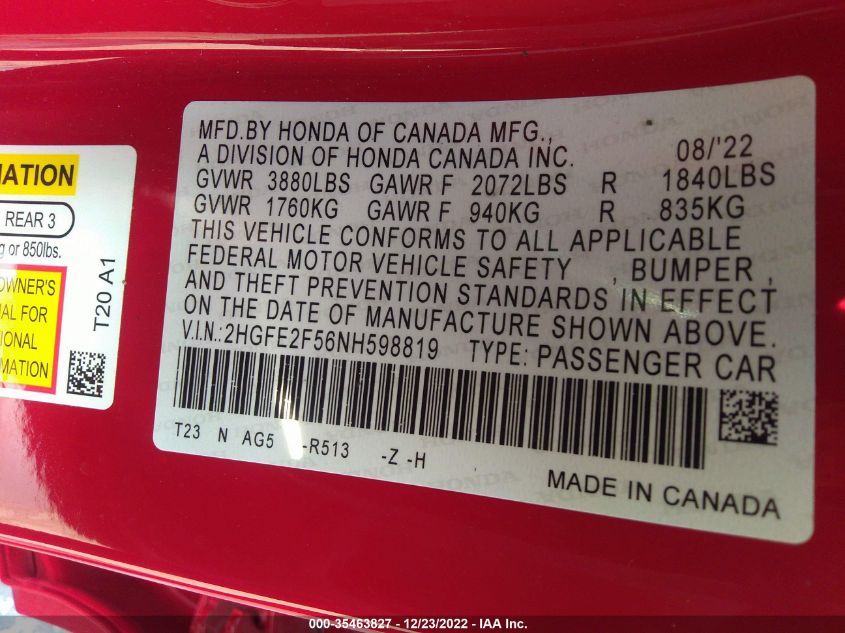 MATION
REAR 3
g or 850lbs.
OWNER'S
AL FOR
TIONAL
RMATION
T20 A1
MFD.BY HONDA OF CANADA MFG.,
A DIVISION OF HONDA CANADA INC. 08/'22
GVWR 3880LBS GAWR F 2072LBS R 1840LBS
GVWR 1760KG GAWR F 940KG R 835KG
THIS VEHICLE CONFORMS TO ALL APPLICABLE
FEDERAL MOTOR VEHICLE SAFETY , BUMPER ,
AND THEFT PREVENTION STANDARDS IN EFFECT
ON THE DATE OF MANUFACTURE SHOWN ABOVE.
V.I.N.:2HGFE2F56NH598819 TYPE: PASSENGER CAR
T23 N AG5 -R513 -Z -H
MADE IN CANADA
000-35463827 - 12/23/2022 - IAA Inc.